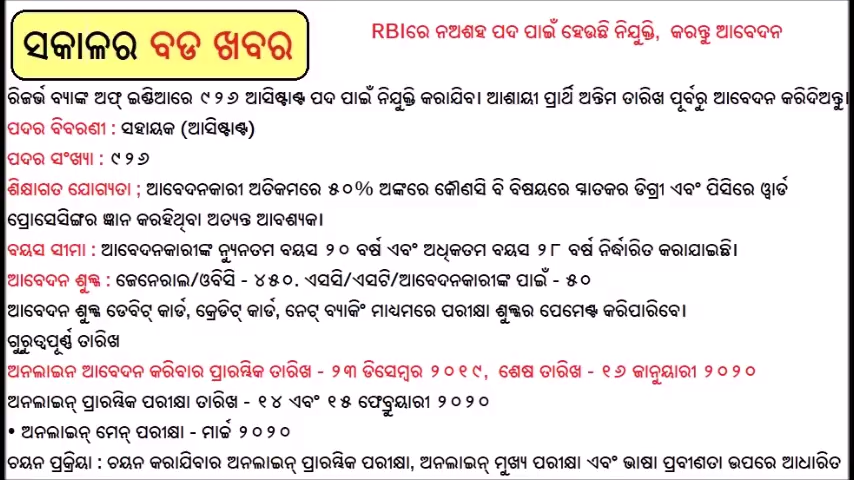 ସକାଳର ବଡ ଖବର
RBIରେ ନଅଶହ ପଦ ପାଇଁ ହେଉଛି ନିଯୁକ୍ତି, କରନ୍ତୁ ଆବେଦନ
ରିଜର୍ଭ ବ୍ୟାଙ୍କ ଅଫ୍ ଇଣ୍ଡିଆରେ ୯୨୬ ଆସିଷ୍ଟାଣ୍ଟ ପଦ ପାଇଁ ନିଯୁକ୍ତି କରାଯିବ। ଆଶାୟୀ ପ୍ରାର୍ଥି ଅନ୍ତିମ ତାରିଖ ପୂର୍ବରୁ ଆବେଦନ କରିଦିଅନ୍ତୁ।
ପଦର ବିବରଣୀ : ସହାୟକ (ଆସିଷ୍ଟାଣ୍ଟ)
ପଦର ସଂଖ୍ୟା : ୯୨୬
ଶିକ୍ଷାଗତ ଯୋଗ୍ୟତା ; ଆବେଦନକାରୀ ଅତିକମରେ ୫୦% ଅଙ୍କରେ କୌଣସି ବି ବିଷୟରେ ସ୍ନାତକର ଡିଗ୍ରୀ ଏବଂ ପିସିରେ ୱାର୍ଡ
ପ୍ରୋସେସିଙ୍ଗର ଜ୍ଞାନ କରହିଥିବା ଅତ୍ୟନ୍ତ ଆବଶ୍ୟକ।
ବୟସ ସୀମା : ଆବେଦନକାରୀଙ୍କ ନ୍ୟୁନତମ ବୟସ ୨୦ ବର୍ଷ ଏବଂ ଅଧିକତମ ବୟସ ୨୮ ବର୍ଷ ନିର୍ଦ୍ଧାରିତ କରାଯାଇଛି।
ଆବେଦନ ଶୁଳ୍କ : ଜେନେରାଲ/ଓବିସି - ୪୫୦. ଏସସି/ଏସଟି/ଆବେଦନକାରୀଙ୍କ ପାଇଁ - ୫୦
ଆବେଦନ ଶୁଳ୍କ ଡେବିଟ୍ କାର୍ଡ, କ୍ରେଡିଟ୍ କାର୍ଡ, ନେଟ୍ ବ୍ୟାକିଂ ମାଧ୍ୟମରେ ପରୀକ୍ଷା ଶୁଳ୍କର ପେମେଣ୍ଟ କରିପାରିବେ।
ଗୁରୁତ୍ୱପୂର୍ଣ୍ଣ ତାରିଖ
ଅନଲାଇନ ଆବେଦନ କରିବାର ପ୍ରାରମ୍ଭିକ ତାରିଖ - ୨୩ ଡିସେମ୍ବର ୨୦୧୯, ଶେଷ ତାରିଖ - ୧୬ ଜାନୁୟାରୀ ୨୦୨୦
ଅନଲାଇନ୍ ପ୍ରାରମ୍ଭିକ ପରୀକ୍ଷା ତାରିଖ - ୧୪ ଏବଂ ୧୫ ଫେବୃୟାରୀ ୨୦୨୦
• ଅନଲାଇନ୍ ମେନ୍ ପରୀକ୍ଷା - ମାର୍ଚ୍ଚ ୨୦୨୦
ଚୟନ ପ୍ରକ୍ରିୟା : ଚୟନ କରାଯିବାର ଅନଲାଇନ୍ ପ୍ରାରମ୍ଭିକ ପରୀକ୍ଷା, ଅନଲାଇନ୍ ମୁଖ୍ୟ ପରୀକ୍ଷା ଏବଂ ଭାଷା ପ୍ରବୀଣତା ଉପରେ ଆଧାରିତ